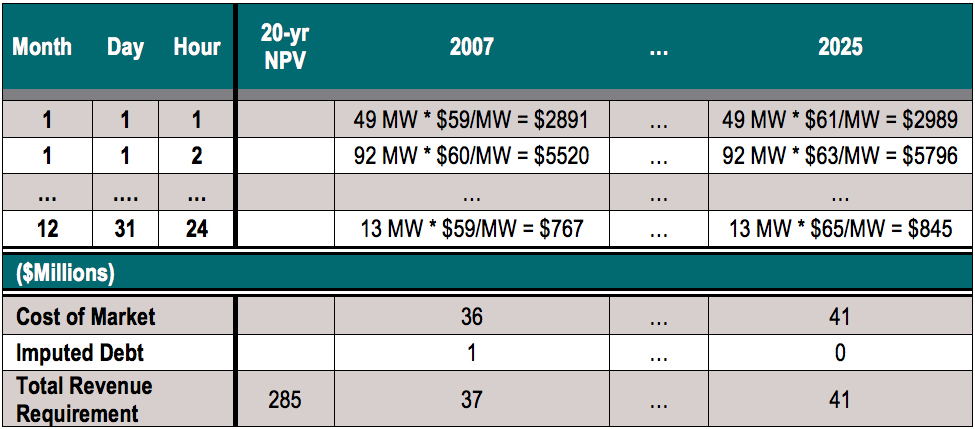 Month Day Hour 20-yr NPV 2007 ... 2025
1 1 1 49 MW * $59/MW = $2891 ... 49 MW * $61/MW = $2989
1 1 2 92 MW * $60/MW = $5520 ... 92 MW * $63/MW = $5796
... .... ... ... ... ...
12 31 24 13 MW * $59/MW = $767 ... 13 MW * $65/MW = $845
($Millions)
Cost of Market 36 ... 41
Imputed Debt 1 ... 0
Total Revenue Requirement 285 37 ... 41